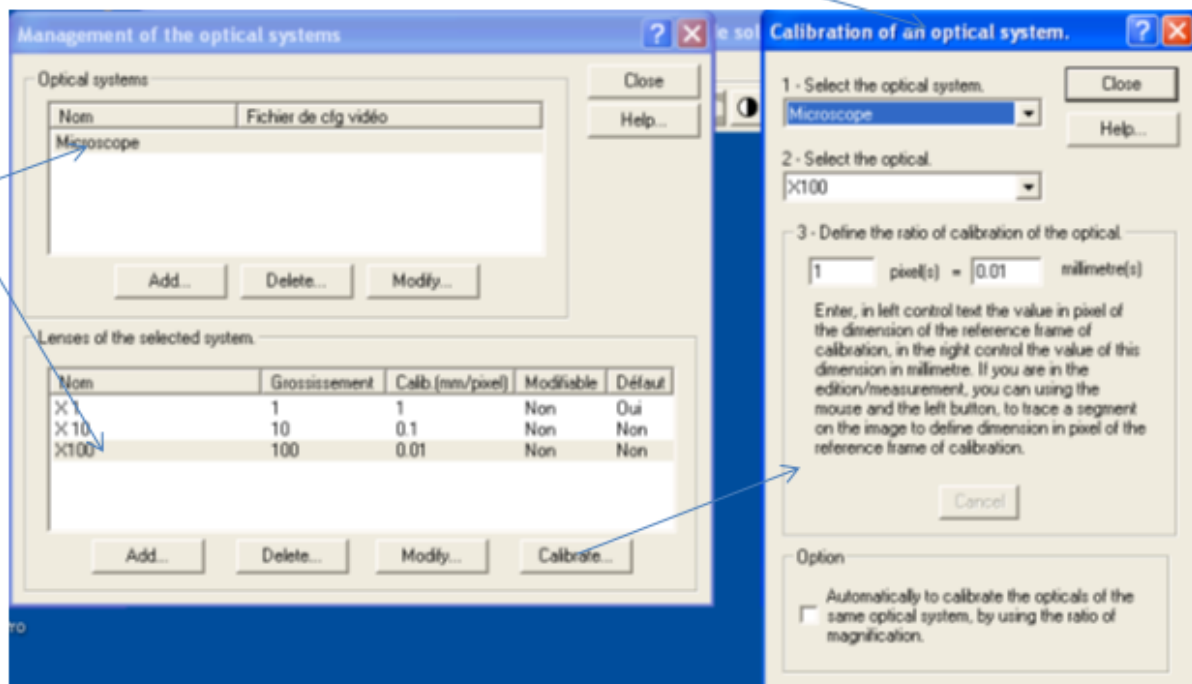 Management of the optical systems
Optical systems
Close
Help...
Nom Fichier de cfg vidéo
Microscope
Add... Delete... Modify...
Lenses of the selected system.
Nom Grossissement Calib.(mm/pixel) Modifiable Défaut
X 1 1 1 Non Oui
X 10 10 0.1 Non Non
X100 100 0.01 Non Non
Add... Delete... Modify... Calibrate...
e sol
Calibration of an optical system.
1 - Select the optical system.
Close
Microscope
Help...
2 - Select the optical.
X100
3 - Define the ratio of calibration of the optical.
1 pixel(s) = 0.01 millimetre(s)
Enter, in left control text the value in pixel of
the dimension of the reference frame of
calibration, in the right control the value of this
dimension in millimetre. If you are in the
edition/measurement, you can using the
mouse and the left button, to trace a segment
on the image to define dimension in pixel of the
reference frame of calibration.
Cancel
Option
Automatically to calibrate the opticals of the
same optical system, by using the ratio of
magnification.
ro